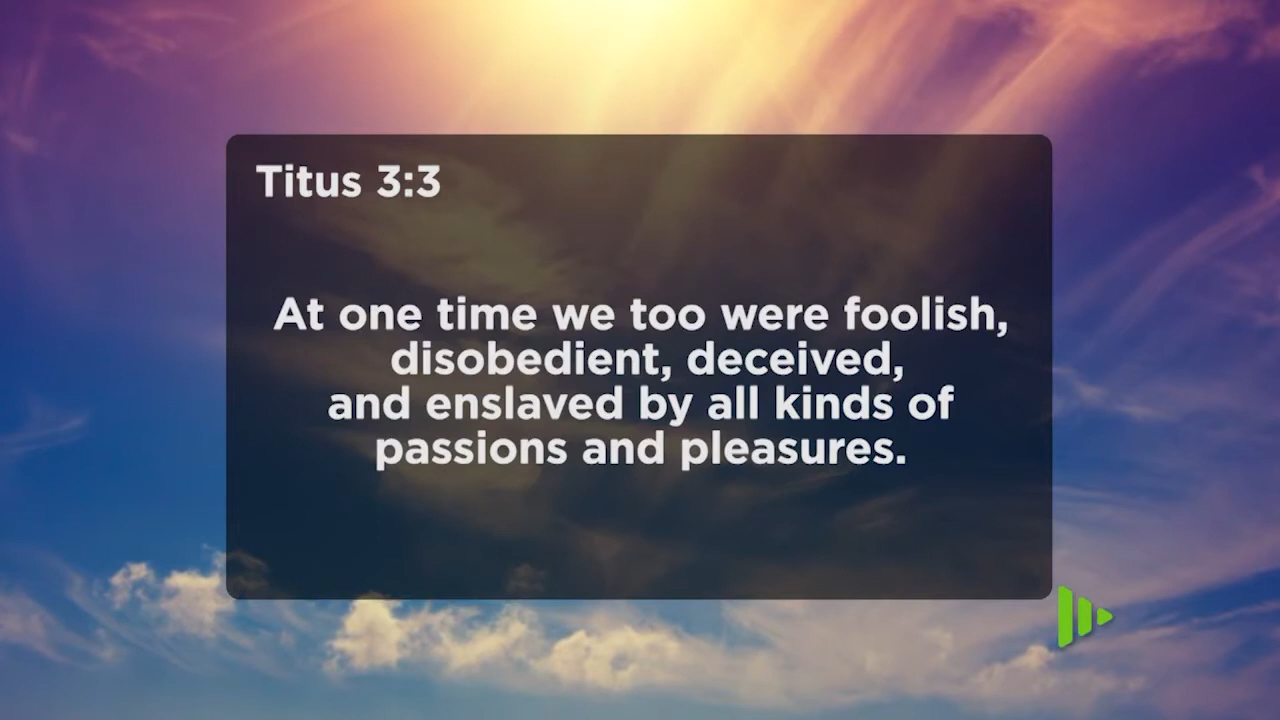 Titus 3:3
At one time we too were foolish,
disobedient, deceived,
and enslaved by all kinds of
passions and pleasures.